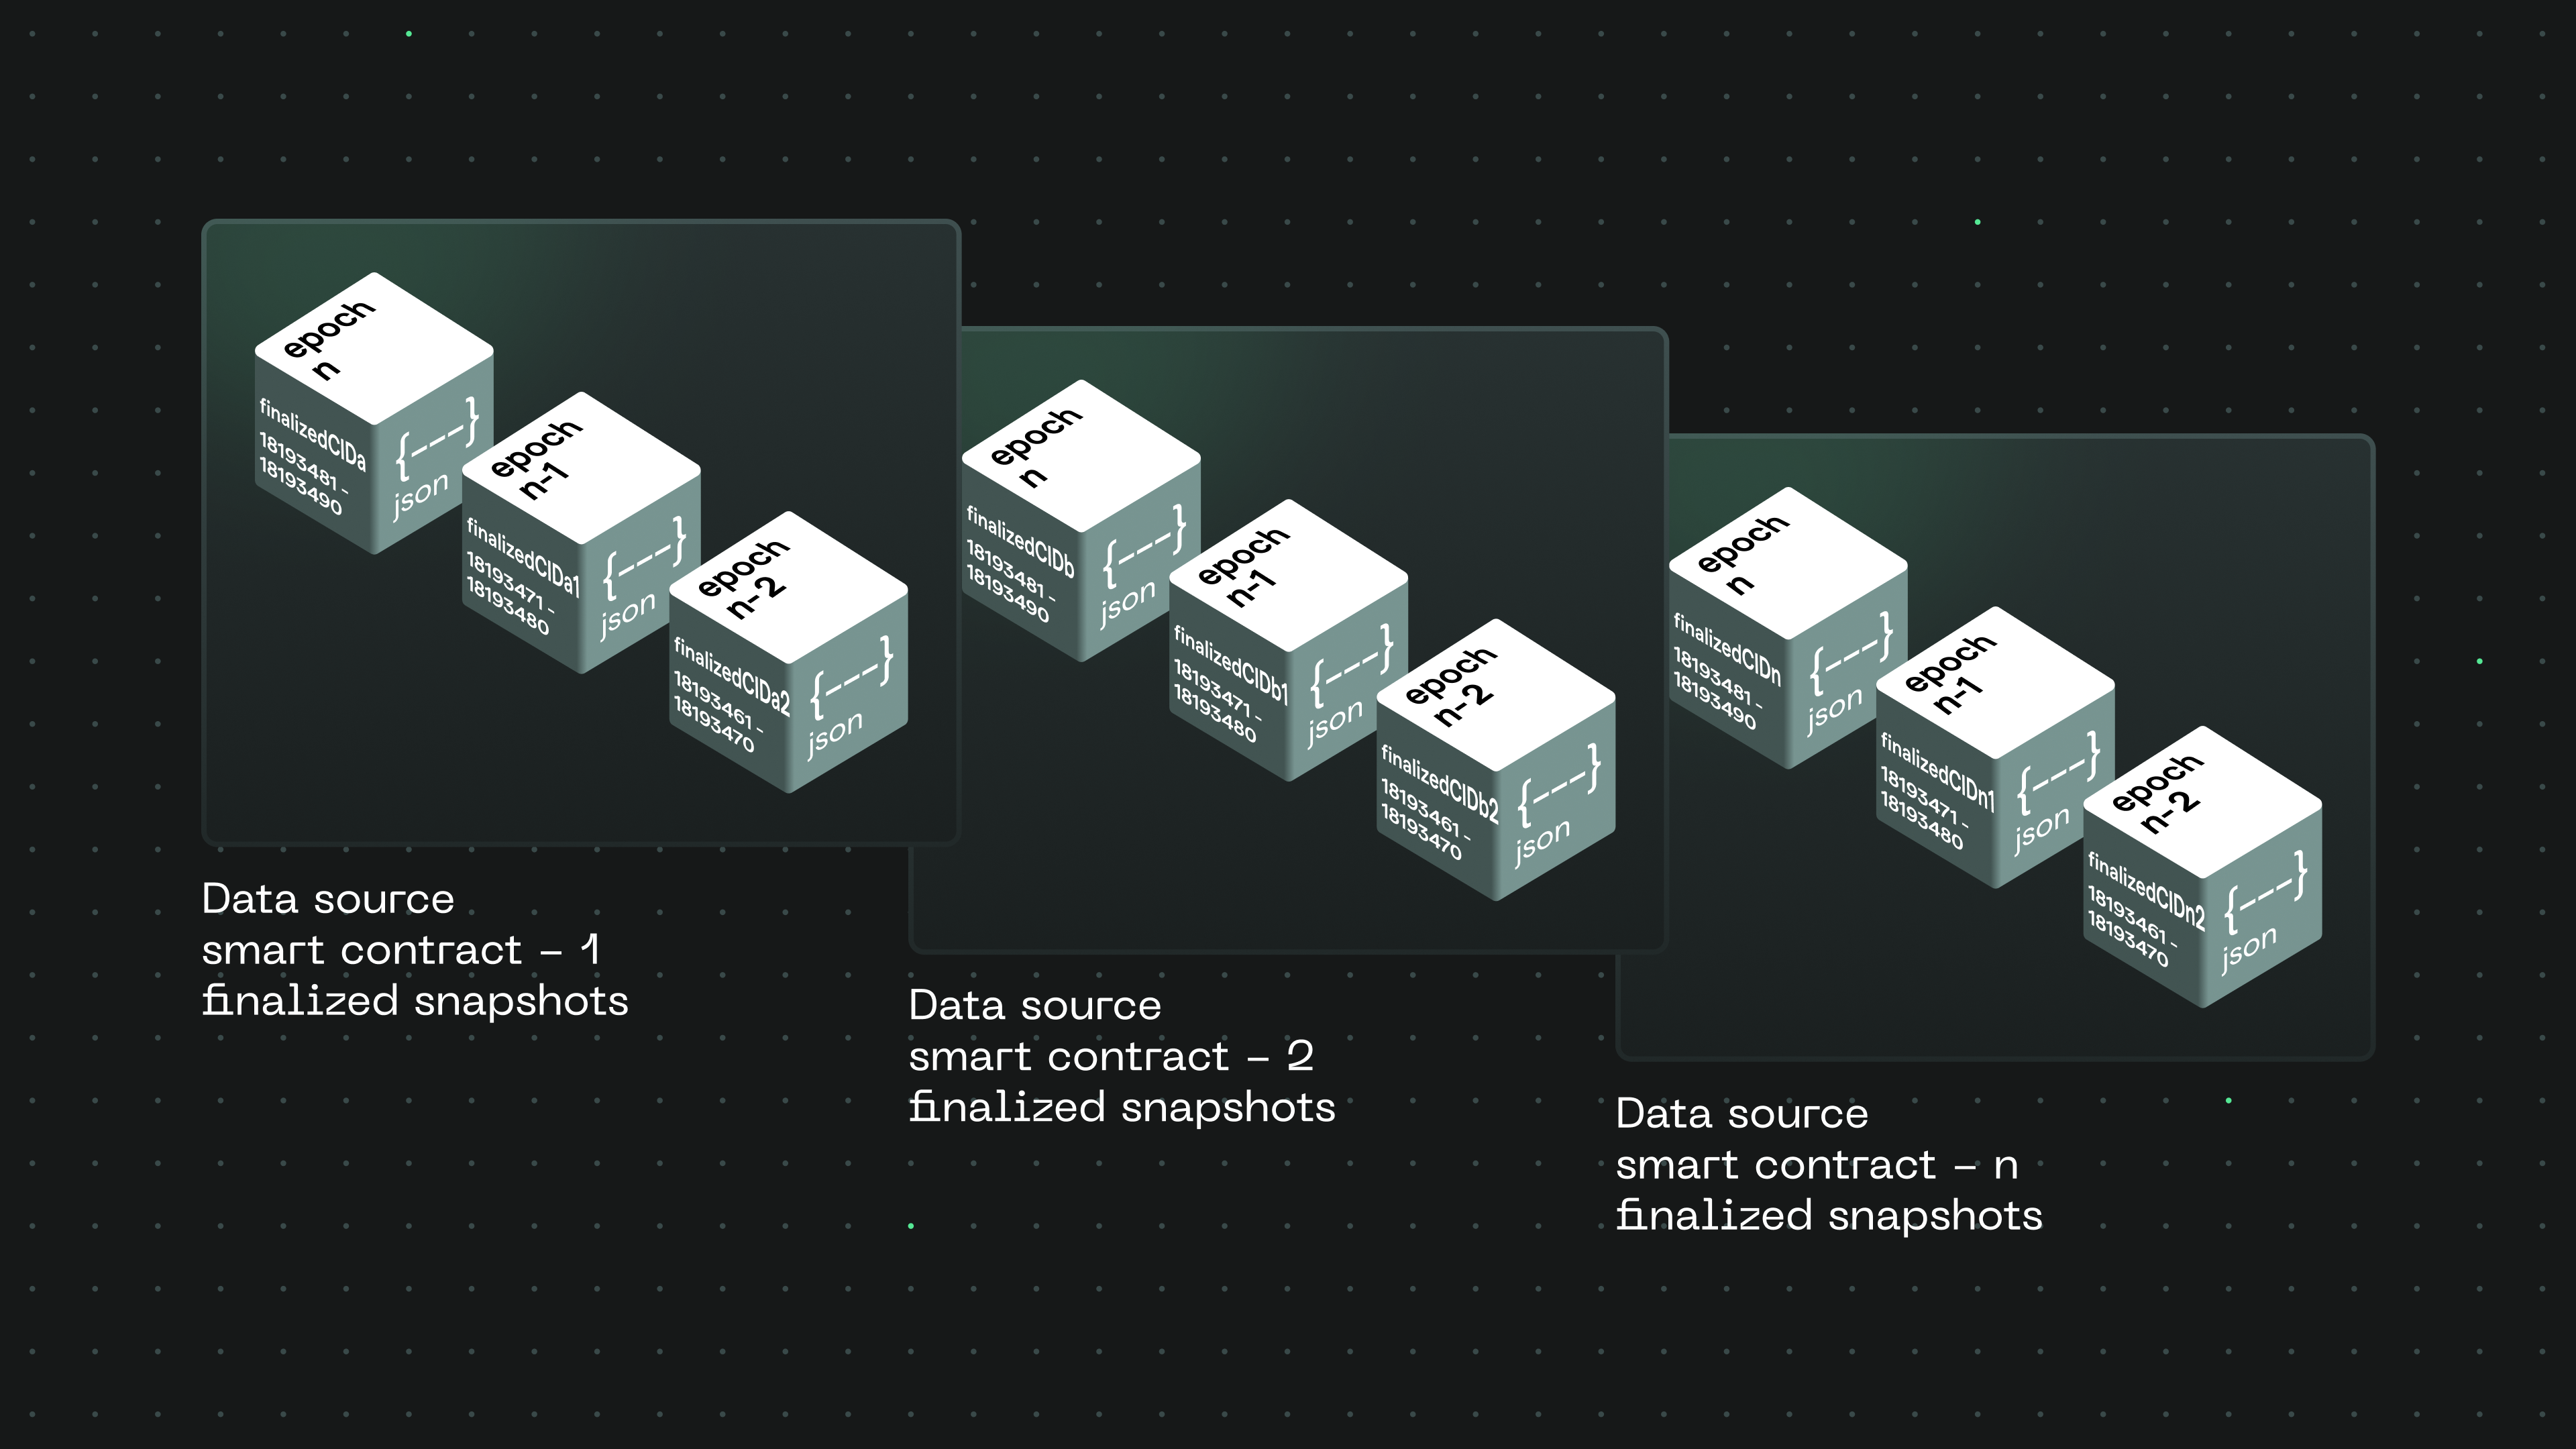 epoch
n
finalizedCIDa
18193481 -
18193490
{---}
json
epoch
n-1
finalizedCIDa1
18193471 -
18193480
{---}
json
epoch
n-2
finalizedCIDa2
18193461 -
18193470
{---}
json
Data source
smart contract - 1
finalized snapshots
epoch
n
finalizedCIDb
18193481 -
18193490
{---}
json
epoch
n-1
finalizedCIDb1
18193471 -
18193480
{---}
json
epoch
n-2
finalizedCIDb2
18193461 -
18193470
{---}
json
Data source
smart contract - 2
finalized snapshots
epoch
n
finalizedCIDn
18193481 -
18193490
{---}
json
epoch
n-1
finalizedCIDn1
18193471 -
18193480
{---}
json
epoch
n-2
finalizedCIDn2
18193461 -
18193470
{---}
json
Data source
smart contract - n
finalized snapshots